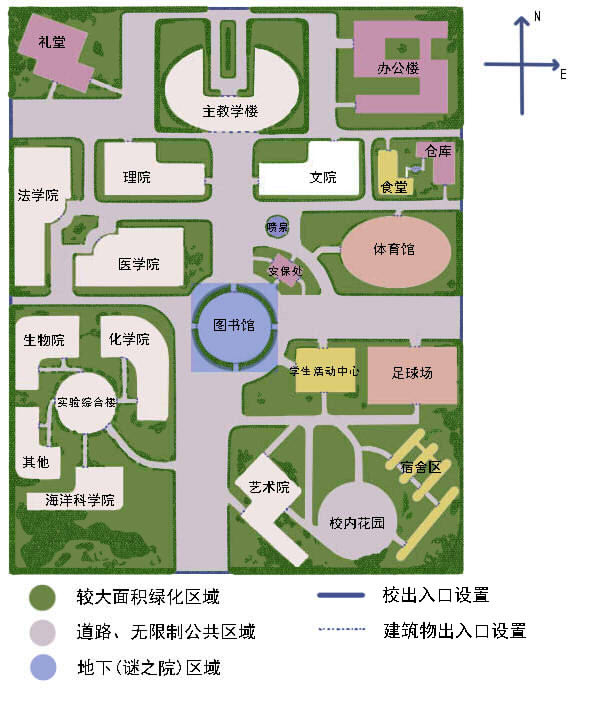 N
E
礼堂
主教学楼
办公楼
仓库
食堂
法学院
理院
文院
喷泉
体育馆
医学院
安保处
图书馆
生物院
化学院
学生活动中心
足球场
实验综合楼
其他
海洋科学院
艺术院
宿舍区
校内花园
较大面积绿化区域
校出入口设置
道路、无限制公共区域
建筑物出入口设置
地下(谜之院)区域